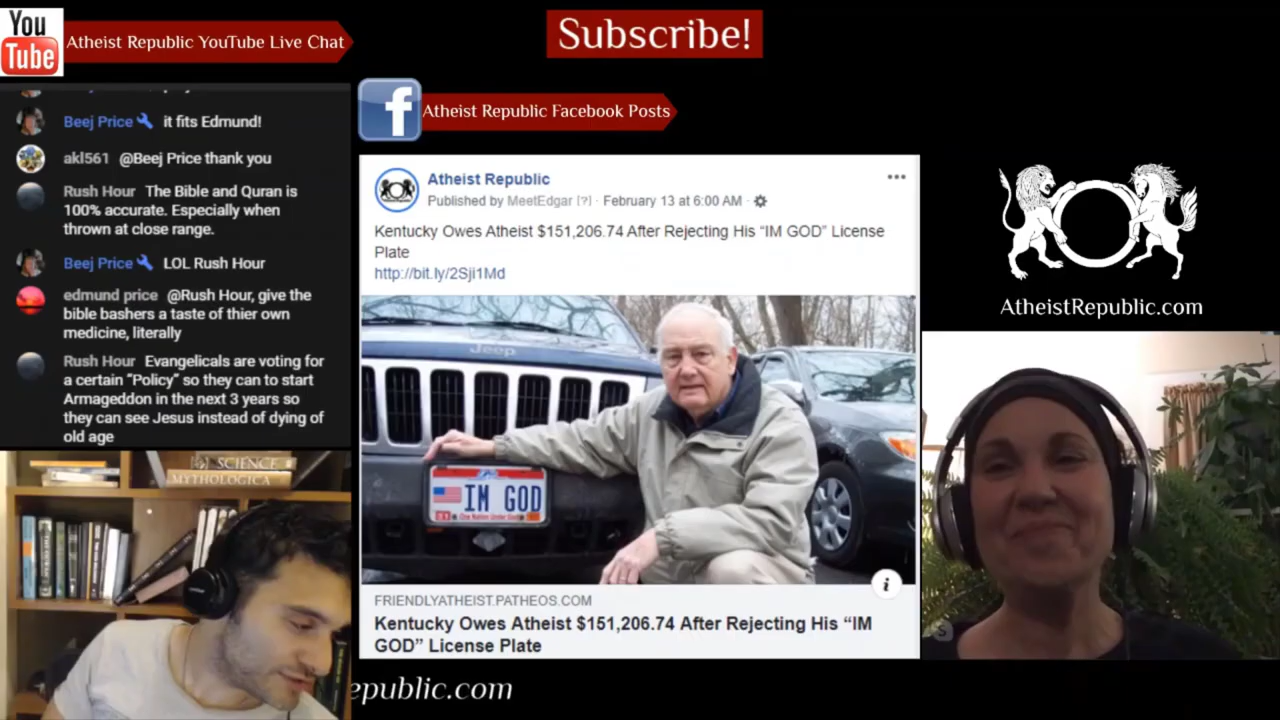 You
Tube
Atheist Republic YouTube Live Chat
Subscribe!
Beej Price it fits Edmund!
akl561 @Beej Price thank you
Rush Hour The Bible and Quran is
100% accurate. Especially when
thrown at close range.
Beej Price LOL Rush Hour
edmund price @Rush Hour, give the
bible bashers a taste of thier own
medicine, literally
Rush Hour Evangelicals are voting for
a certain "Policy" so they can to start
Armageddon in the next 3 years so
they can see Jesus instead of dying of
old age
f
Atheist Republic Facebook Posts
Atheist Republic
Published by MeetEdgar [?] · February 13 at 6:00 AM ·
Kentucky Owes Atheist $151,206.74 After Rejecting His “IM GOD” License
Plate
http://bit.ly/2Sji1Md
Jeep
IM GOD
One Nation Under God
i
FRIENDLYATHEIST.PATHEOS.COM
Kentucky Owes Atheist $151,206.74 After Rejecting His “IM
GOD” License Plate
AtheistRepublic.com
SCIENCE
MYTHOLOGICA
epublic.com